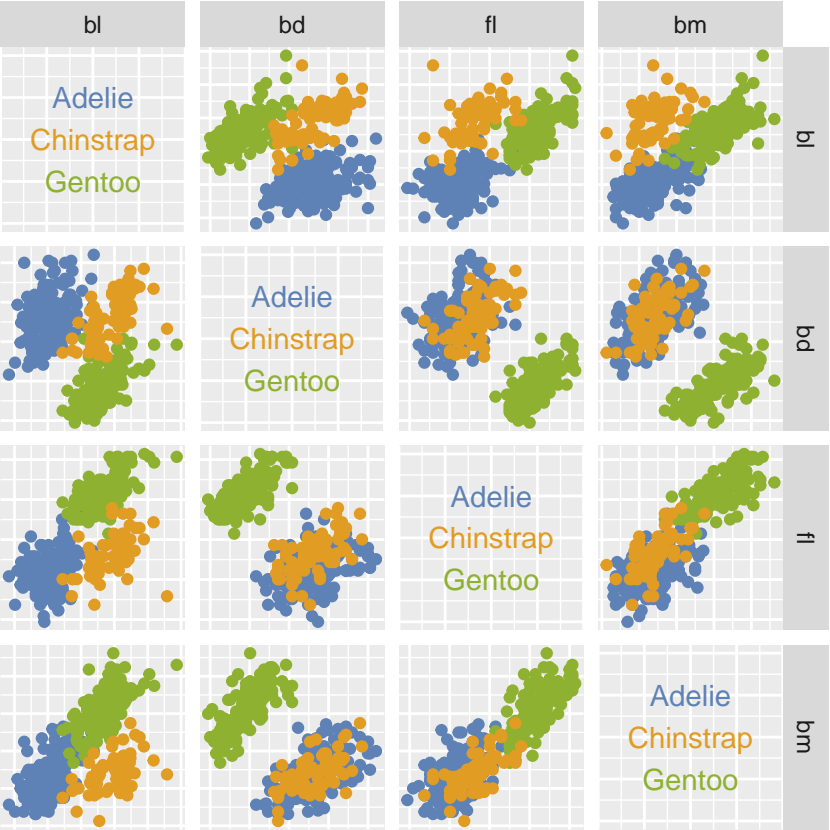 bl bd fl bm
Adelie
Chinstrap
Gentoo
bl
Adelie
Chinstrap
Gentoo
bd
Adelie
Chinstrap
Gentoo
fl
Adelie
Chinstrap
Gentoo
bm